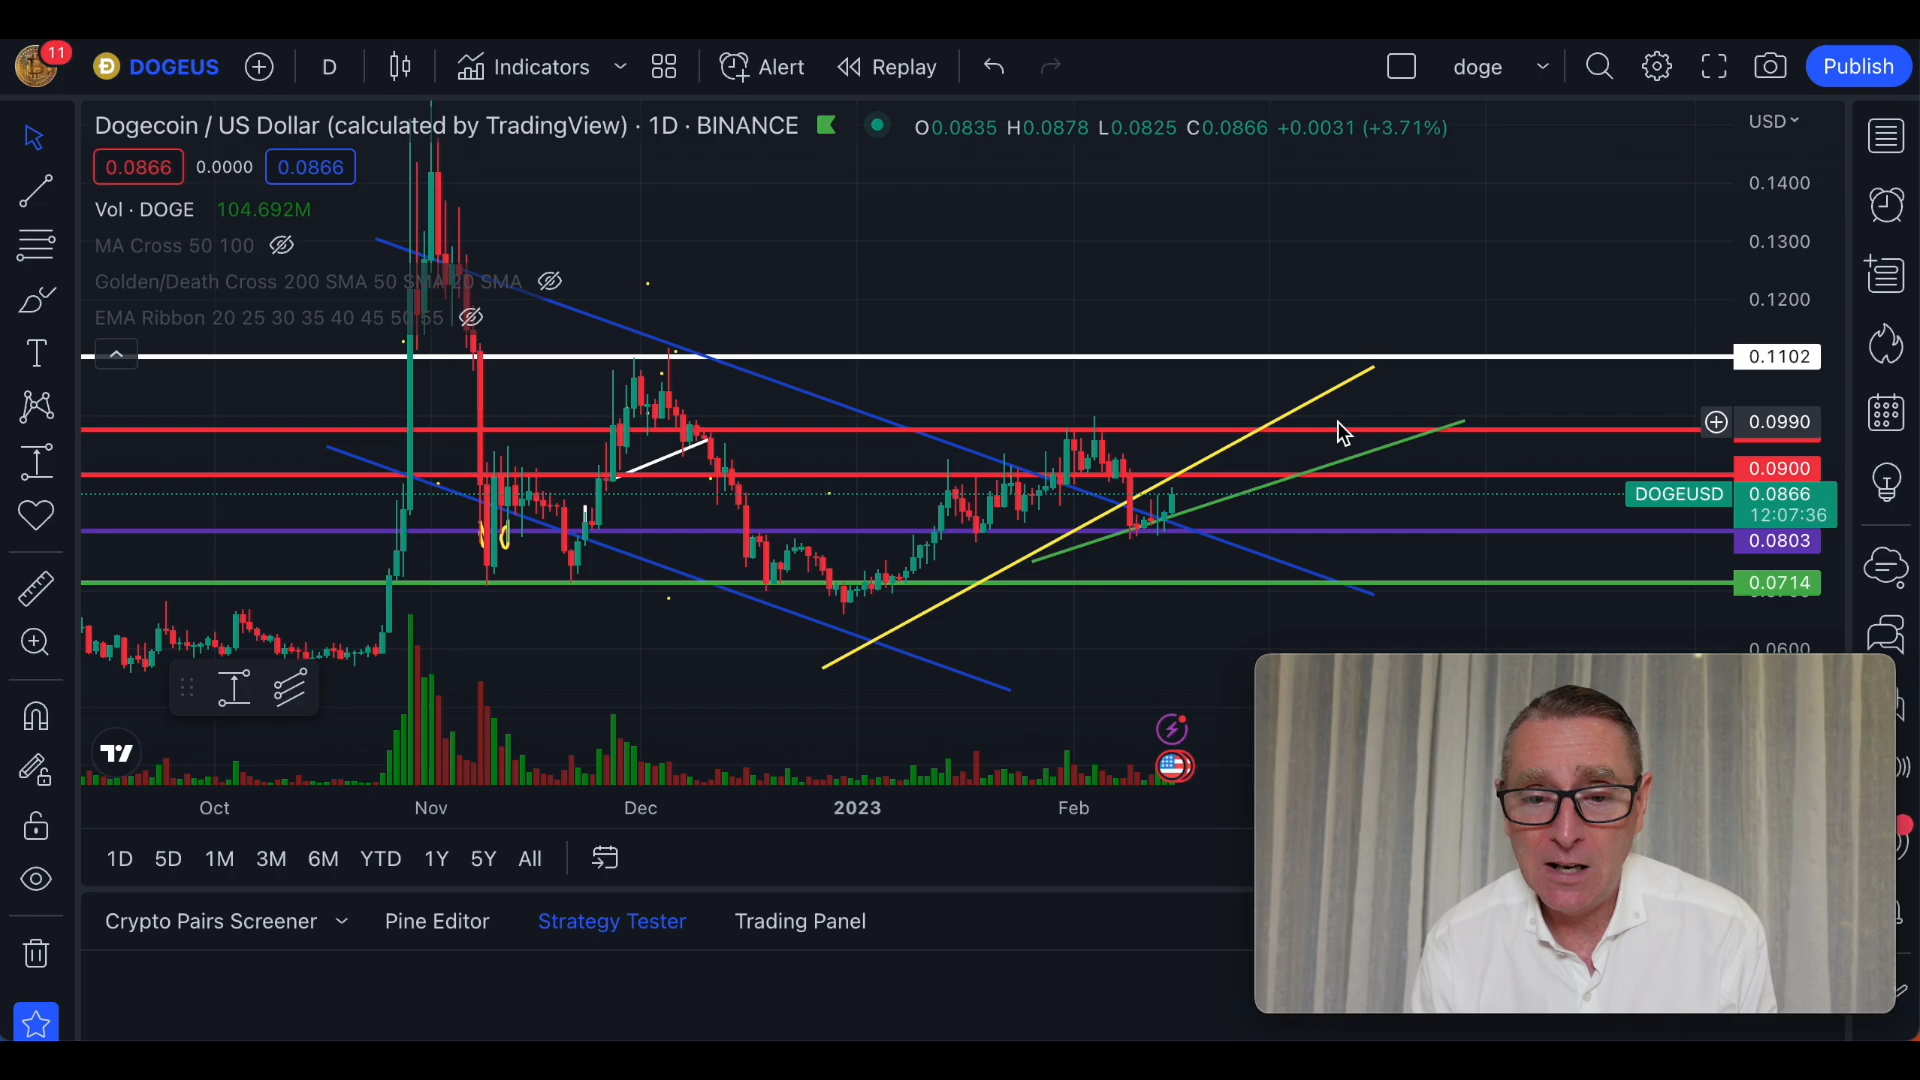 11
DOGEUS D Indicators Alert Replay doge Publish
Dogecoin / US Dollar (calculated by TradingView) · 1D · BINANCE O0.0835 H0.0878 L0.0825 C0.0866 +0.0031 (+3.71%)
USD
0.0866 0.0000 0.0866
0.1400
Vol · DOGE 104.692M
MA Cross 50 100
0.1300
Golden/Death Cross 200 SMA 50 SMA 20 SMA
0.1200
EMA Ribbon 20 25 30 35 40 45 50 55
0.1102
0.0990
0.0900
DOGEUSD 0.0866
12:07:36
0.0803
0.0714
0.0600
Oct Nov Dec 2023 Feb
1D 5D 1M 3M 6M YTD 1Y 5Y All
Crypto Pairs Screener Pine Editor Strategy Tester Trading Panel